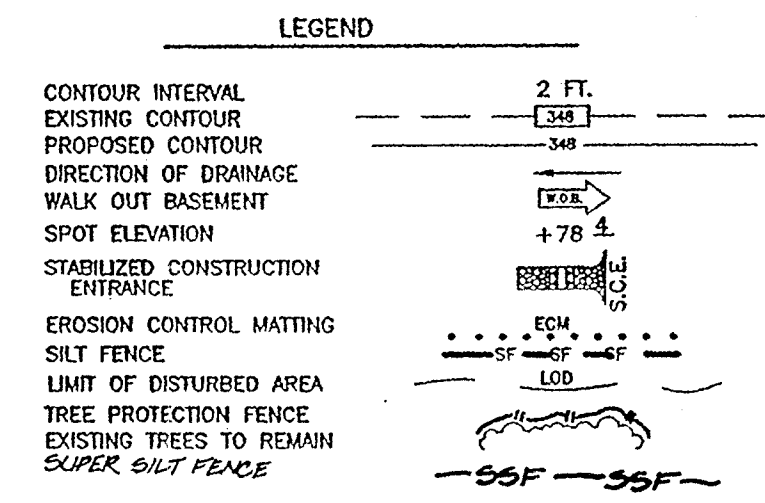 LEGEND
CONTOUR INTERVAL 2 FT.
EXISTING CONTOUR 348
PROPOSED CONTOUR 348
DIRECTION OF DRAINAGE
WALK OUT BASEMENT W.O.B.
SPOT ELEVATION +78 4
STABILIZED CONSTRUCTION
ENTRANCE S.C.E.
EROSION CONTROL MATTING ECM
SILT FENCE SF SF SF
LIMIT OF DISTURBED AREA LOD
TREE PROTECTION FENCE
EXISTING TREES TO REMAIN
SUPER SILT FENCE SSF SSF